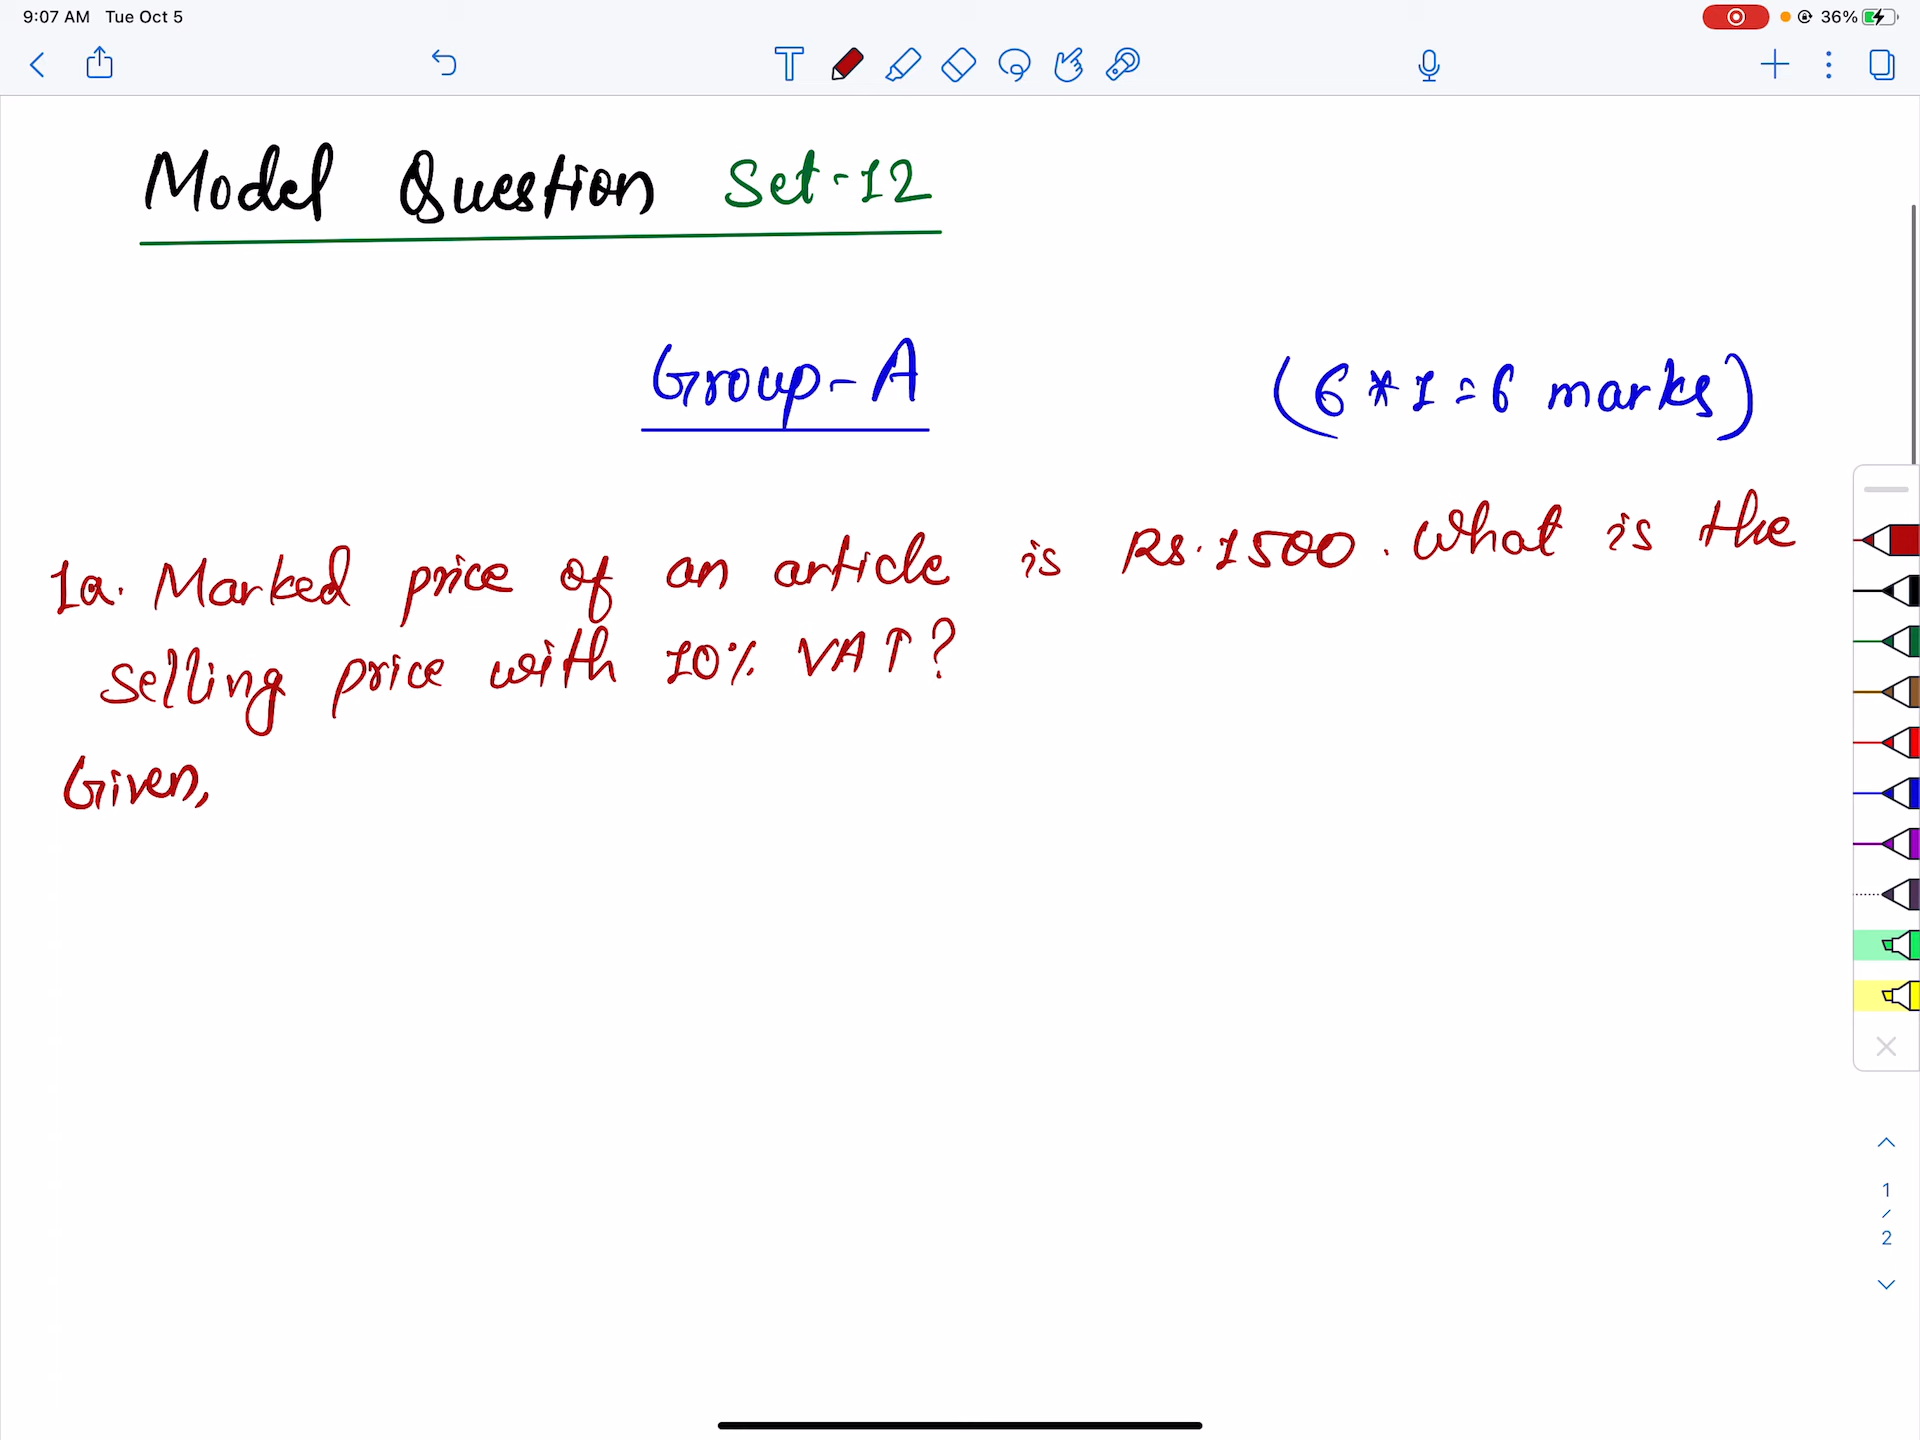 9:07 AM Tue Oct 5
36%
Model Question Set-12
Group-A
(6*1=6 marks)
1a. Marked price of an article is Rs.1500. What is the
selling price with 10% VAT?
Given,
1
/
2